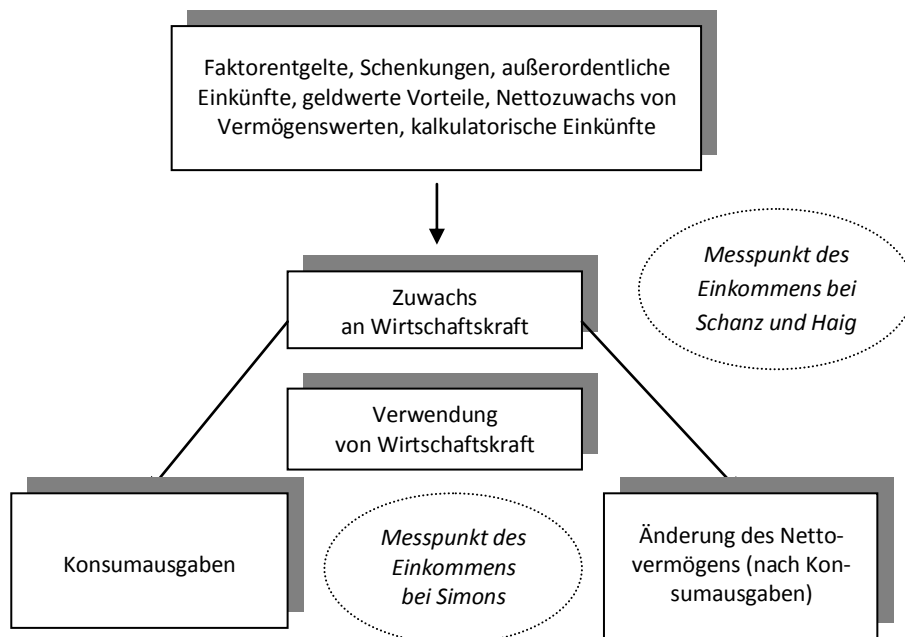 Faktorentgelte, Schenkungen, außerordentliche
Einkünfte, geldwerte Vorteile, Nettozuwachs von
Vermögenswerten, kalkulatorische Einkünfte
Messpunkt des
Einkommens bei
Schanz und Haig
Zuwachs
an Wirtschaftskraft
Verwendung
von Wirtschaftskraft
Konsumausgaben
Messpunkt des
Einkommens
bei Simons
Änderung des Netto-
vermögens (nach Kon-
sumausgaben)